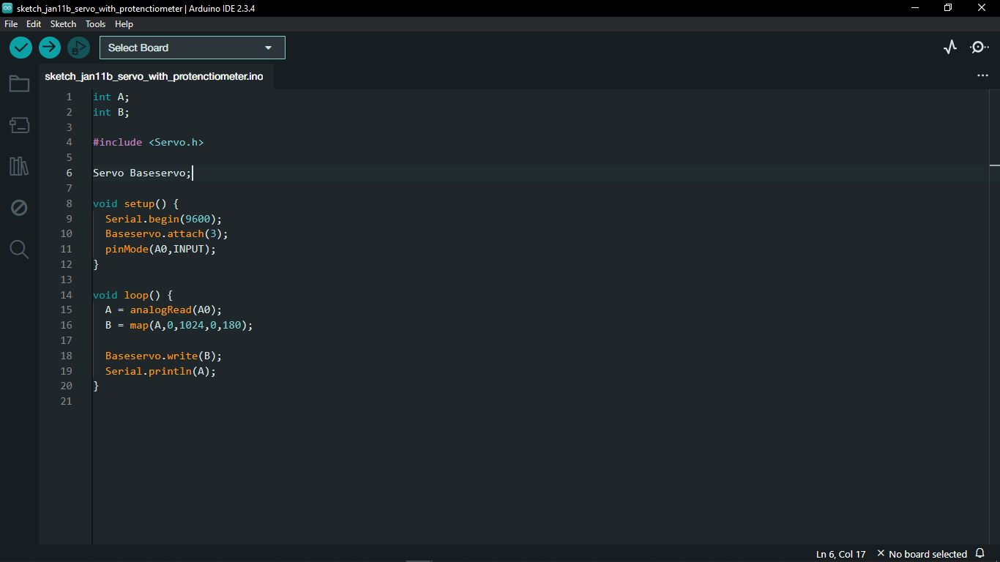 sketch_jan11b_servo_with_protenctiometer | Arduino IDE 2.3.4
File Edit Sketch Tools Help
Select Board
sketch_jan11b_servo_with_protenctiometer.ino
1 int A;
2 int B;
3
4 #include <Servo.h>
5
6 Servo Baseservo;
7
8 void setup() {
9 Serial.begin(9600);
10 Baseservo.attach(3);
11 pinMode(A0,INPUT);
12 }
13
14 void loop() {
15 A = analogRead(A0);
16 B = map(A,0,1024,0,180);
17
18 Baseservo.write(B);
19 Serial.println(A);
20 }
21
Ln 6, Col 17 × No board selected